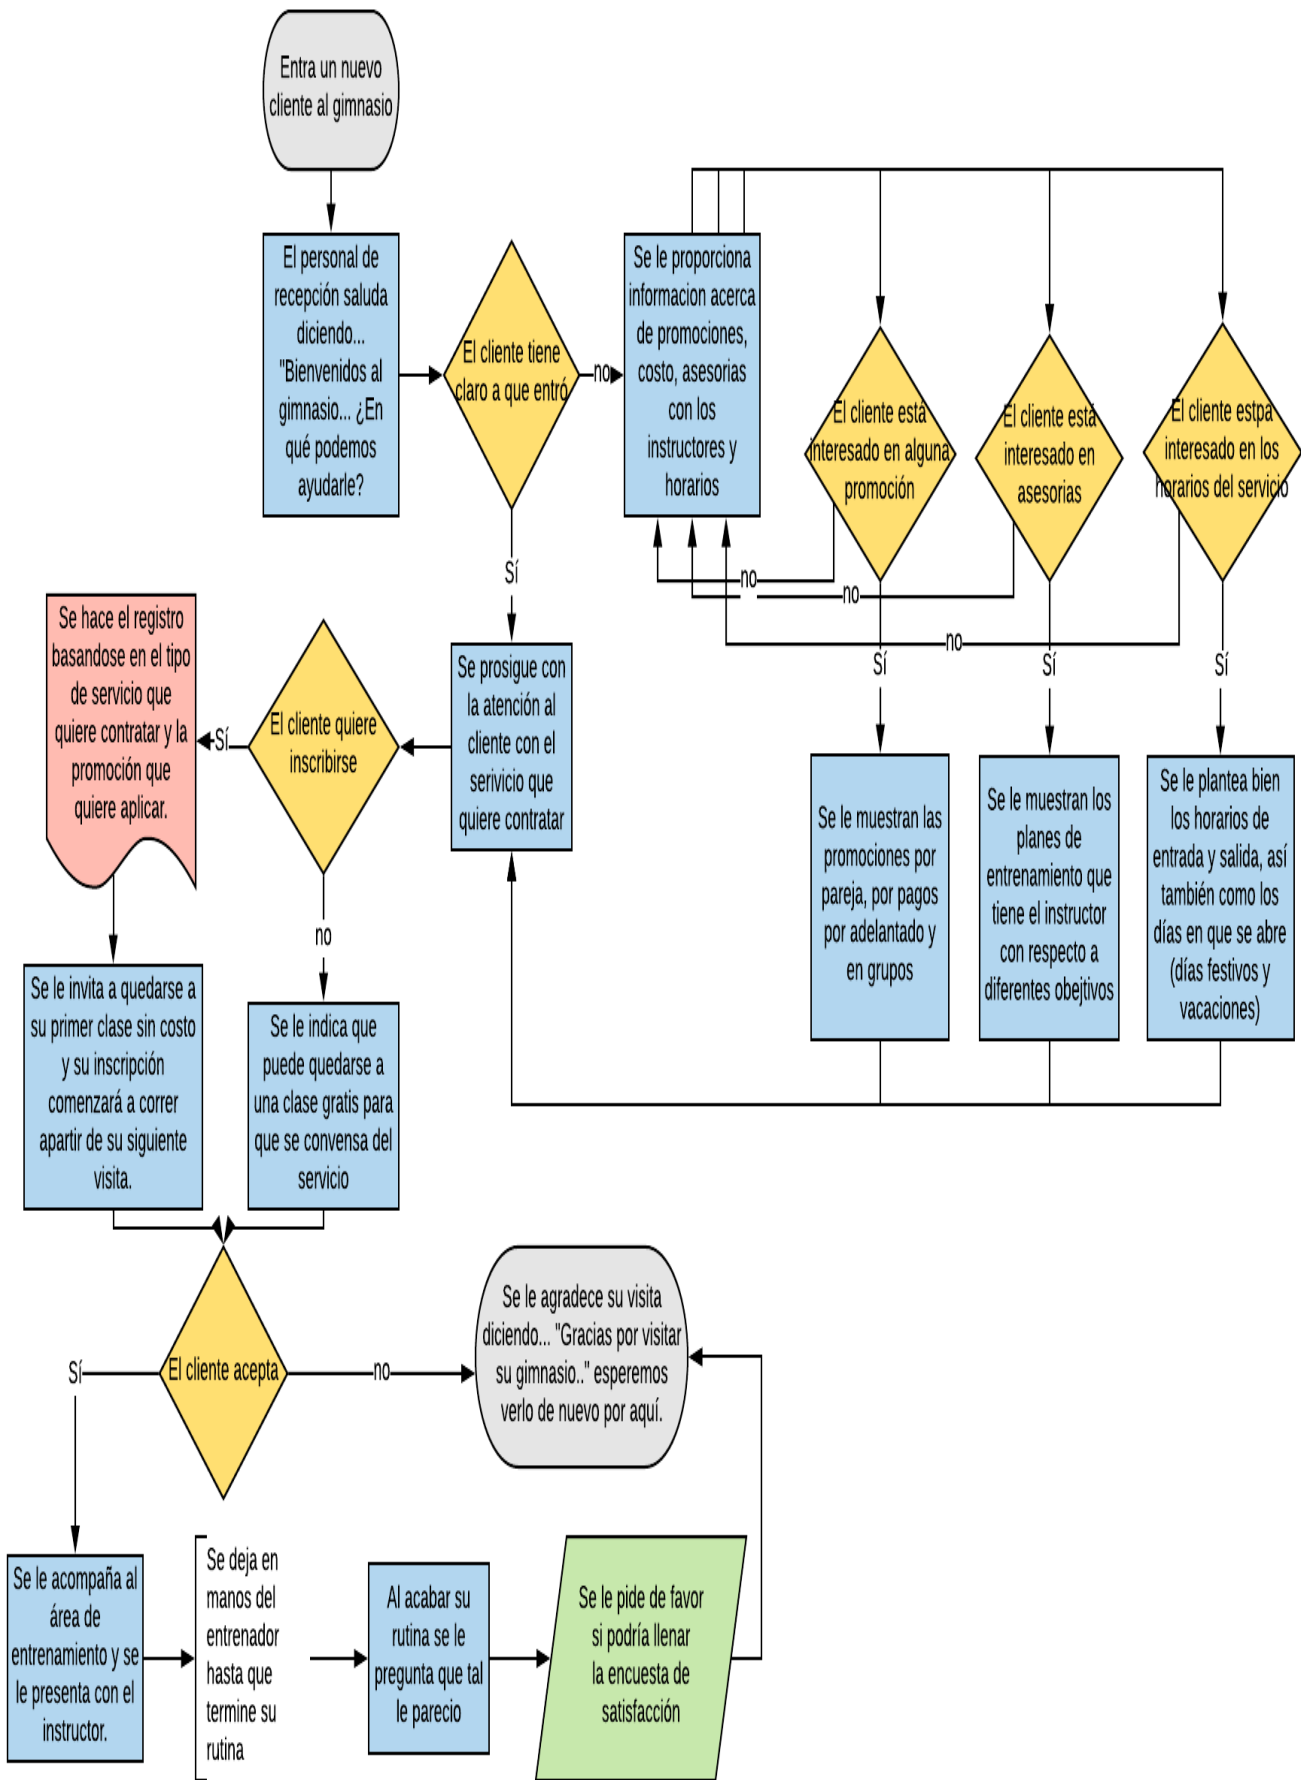 Entra un nuevo
cliente al gimnasio
El personal de
recepción saluda
diciendo...
"Bienvenidos al
gimnasio... ¿En
qué podemos
ayudarle?
El cliente tiene
claro a que entró
no
Sí
Se le proporciona
informacion acerca
de promociones,
costo, asesorias
con los
instructores y
horarios
El cliente está
interesado en alguna
promoción
El cliente está
interesado en
asesorias
El cliente estpa
interesado en los
horarios del servicio
no
no
no
Sí
Sí
Sí
Se le muestran las
promociones por
pareja, por pagos
por adelantado y
en grupos
Se le muestran los
planes de
entrenamiento que
tiene el instructor
con respecto a
diferentes obejtivos
Se le plantea bien
los horarios de
entrada y salida, así
también como los
días en que se abre
(días festivos y
vacaciones)
Se prosigue con
la atención al
cliente con el
serivicio que
quiere contratar
El cliente quiere
inscribirse
Sí
no
Se hace el registro
basandose en el tipo
de servicio que
quiere contratar y la
promoción que
quiere aplicar.
Se le invita a quedarse a
su primer clase sin costo
y su inscripción
comenzará a correr
apartir de su siguiente
visita.
Se le indica que
puede quedarse a
una clase gratis para
que se convensa del
servicio
El cliente acepta
Sí
no
Se le agradece su visita
diciendo... "Gracias por visitar
su gimnasio.." esperemos
verlo de nuevo por aquí.
Se le acompaña al
área de
entrenamiento y se
le presenta con el
instructor.
Se deja en
manos del
entrenador
hasta que
termine su
rutina
Al acabar su
rutina se le
pregunta que tal
le parecio
Se le pide de favor
si podría llenar
la encuesta de
satisfacción